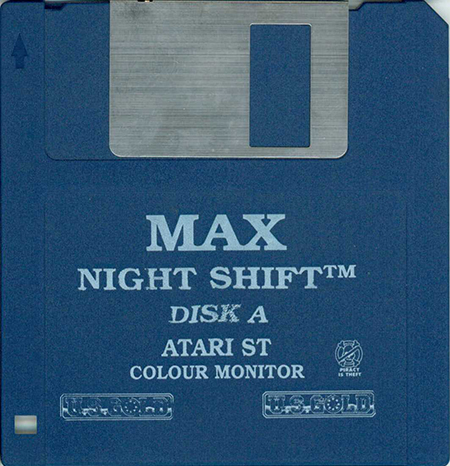 MAX
NIGHT SHIFT™
DISK A
ATARI ST
COLOUR MONITOR
PIRACY
IS THEFT
U.S. GOLD
U.S. GOLD